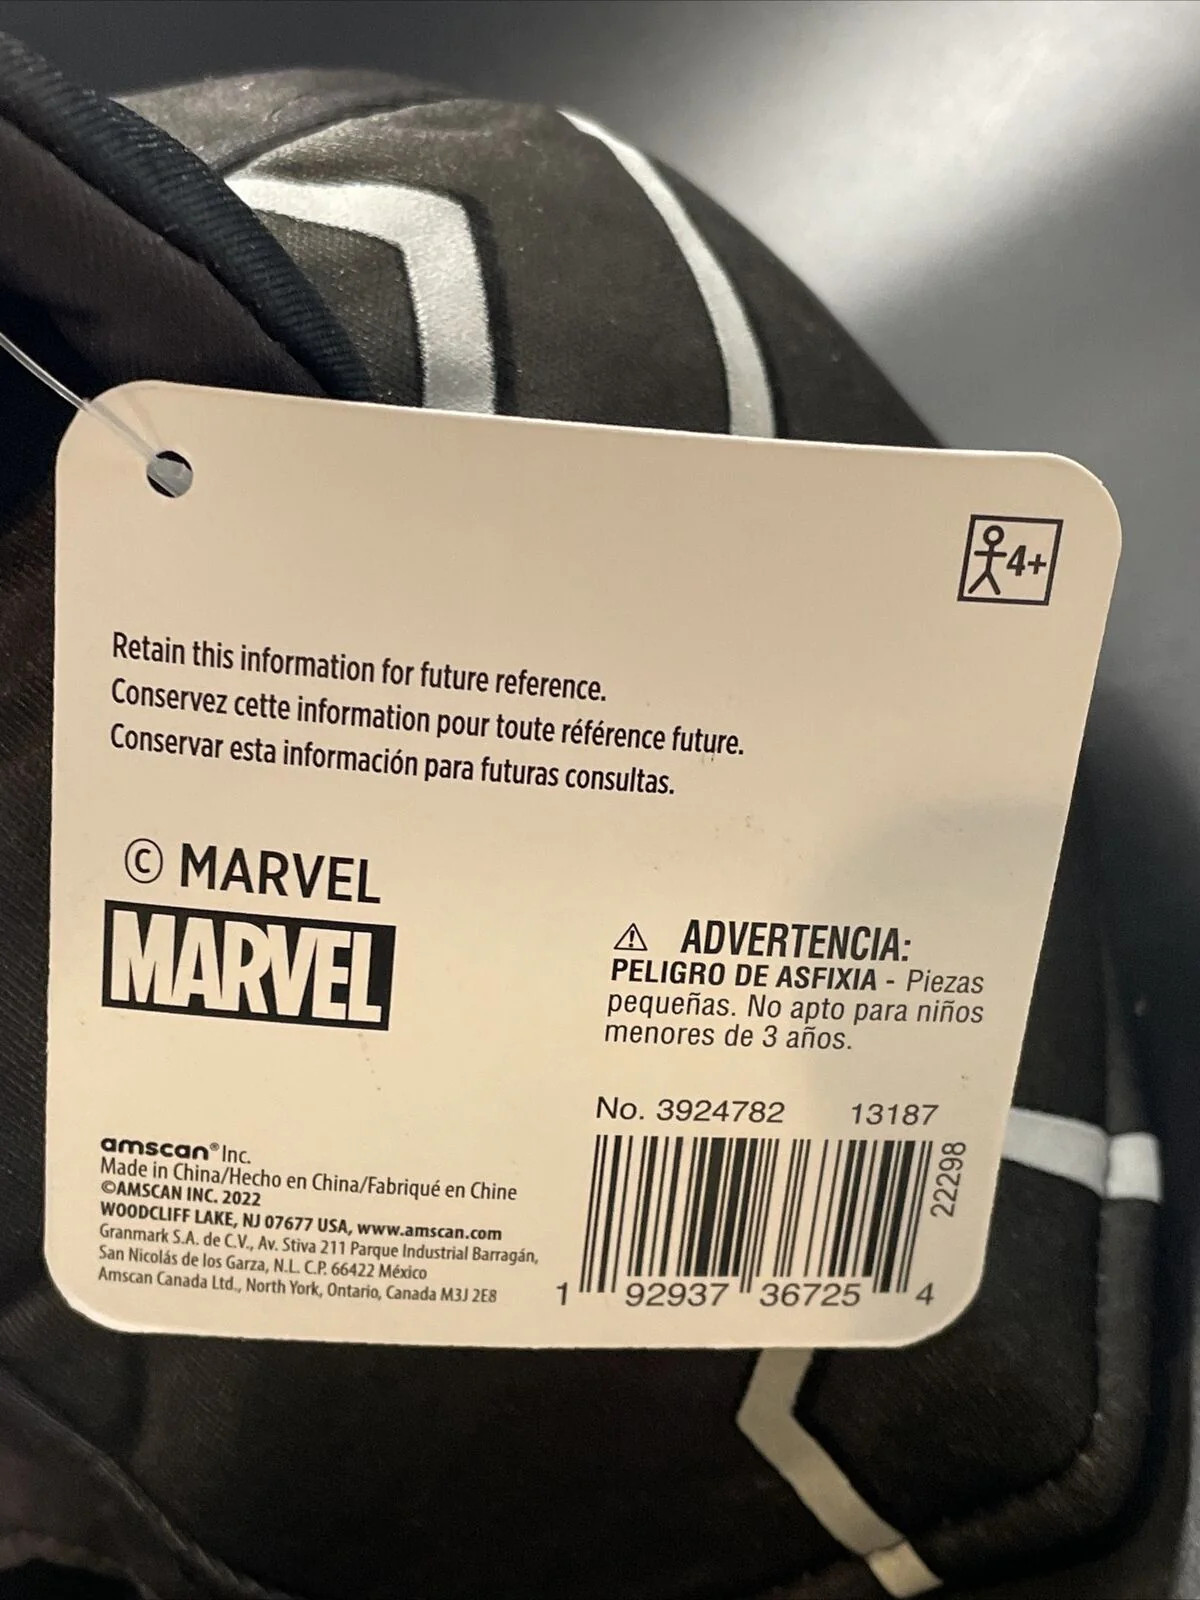 4+
Retain this information for future reference.
Conservez cette information pour toute référence future.
Conservar esta información para futuras consultas.
© MARVEL
MARVEL
⚠ ADVERTENCIA:
PELIGRO DE ASFIXIA - Piezas
pequeñas. No apto para niños
menores de 3 años.
No. 3924782 13187
22298
1 92937 36725 4
amscan® Inc.
Made in China/Hecho en China/Fabriqué en Chine
©AMSCAN INC. 2022
WOODCLIFF LAKE, NJ 07677 USA, www.amscan.com
Granmark S.A. de C.V., Av. Stiva 211 Parque Industrial Barragán,
San Nicolás de los Garza, N.L. C.P. 66422 México
Amscan Canada Ltd., North York, Ontario, Canada M3J 2E8